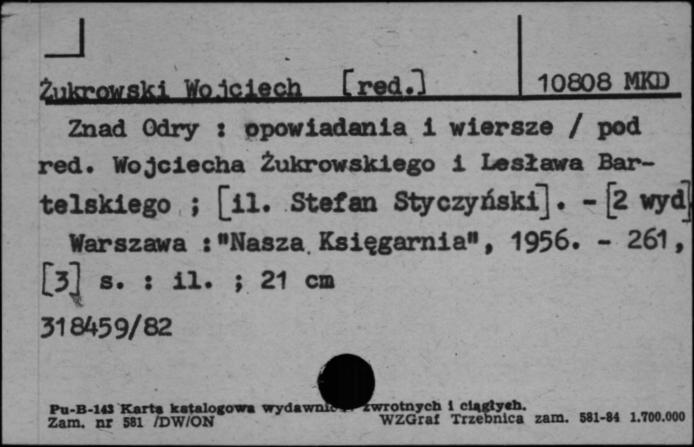 Żukrowski Wojciech [red.] 10808 MKD
Znad Odry : opowiadania i wiersze / pod
red. Wojciecha Żukrowskiego i Lesława Bar-
telskiego ; [il. Stefan Styczyński]. - [2 wyd]
Warszawa :"Nasza Księgarnia", 1956. - 261,
[3] s. : il. ; 21 cm
318459/82
Pu-B-143 Karta katalogowa zwrotnych i ciągłych.
Zam. nr 581 /DW/ON WZGraf Trzebnica zam. 581-84 1.700.000